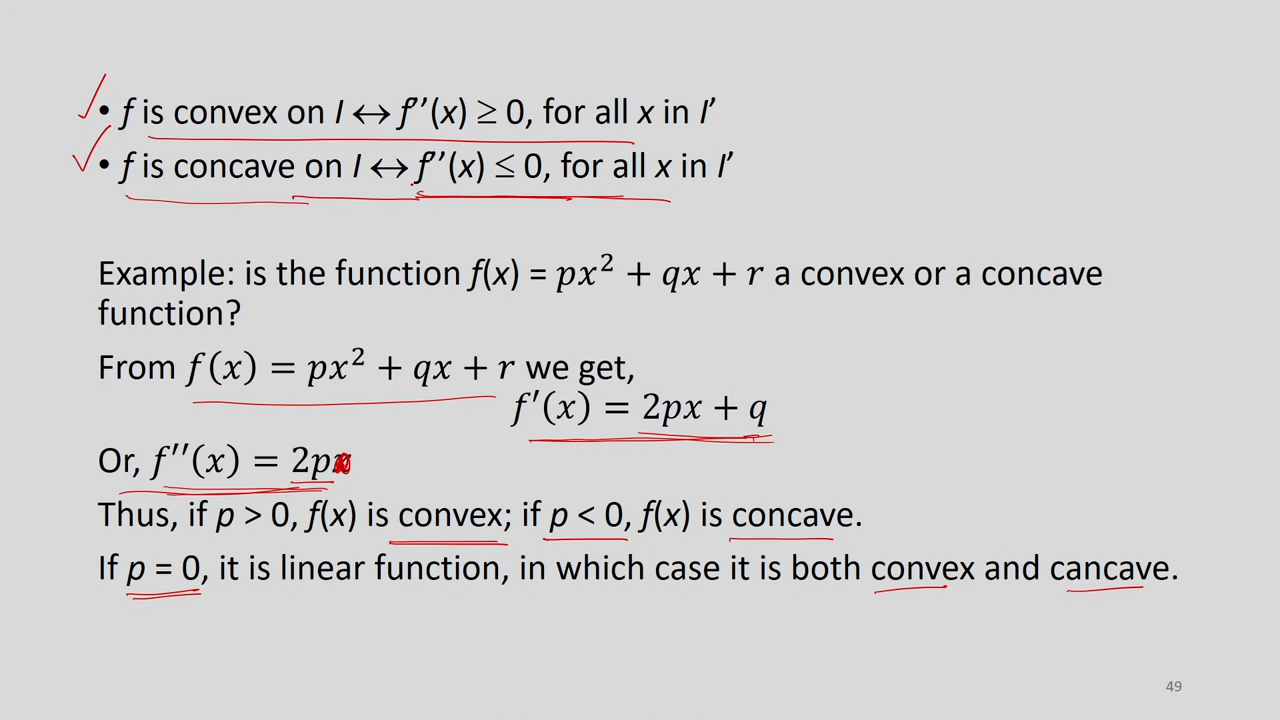 • f is convex on I ↔ f’’(x) ≥ 0, for all x in I’
• f is concave on I ↔ f’’(x) ≤ 0, for all x in I’
Example: is the function f(x) = px² + qx + r a convex or a concave
function?
From f(x) = px² + qx + r we get,
f′(x) = 2px + q
Or, f′′(x) = 2p
Thus, if p > 0, f(x) is convex; if p < 0, f(x) is concave.
If p = 0, it is linear function, in which case it is both convex and cancave.
49